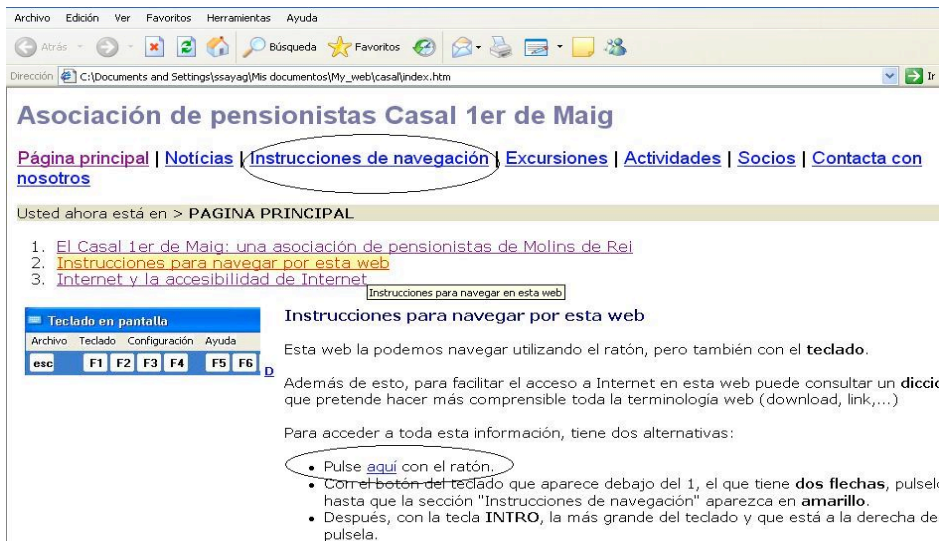 Archivo Edición Ver Favoritos Herramientas Ayuda
Atrás Búsqueda Favoritos
Dirección C:\Documents and Settings\ssayag\Mis documentos\My_web\casal\index.htm Ir
Asociación de pensionistas Casal 1er de Maig
Página principal | Notícias | Instrucciones de navegación | Excursiones | Actividades | Socios | Contacta con
nosotros
Usted ahora está en > PAGINA PRINCIPAL
1. El Casal 1er de Maig: una asociación de pensionistas de Molins de Rei
2. Instrucciones para navegar por esta web
3. Internet y la accesibilidad de Internet
Instrucciones para navegar en esta web
Teclado en pantalla
Archivo Teclado Configuración Ayuda
esc F1 F2 F3 F4 F5 F6 D
Instrucciones para navegar por esta web
Esta web la podemos navegar utilizando el ratón, pero también con el teclado.
Además de esto, para facilitar el acceso a Internet en esta web puede consultar un dicci
que pretende hacer más comprensible toda la terminología web (download, link,...)
Para acceder a toda esta información, tiene dos alternativas:
• Pulse aquí con el ratón.
• Con el botón del teclado que aparece debajo del 1, el que tiene dos flechas, pulsel
hasta que la sección "Instrucciones de navegación" aparezca en amarillo.
• Después, con la tecla INTRO, la más grande del teclado y que está a la derecha de
pulsela.